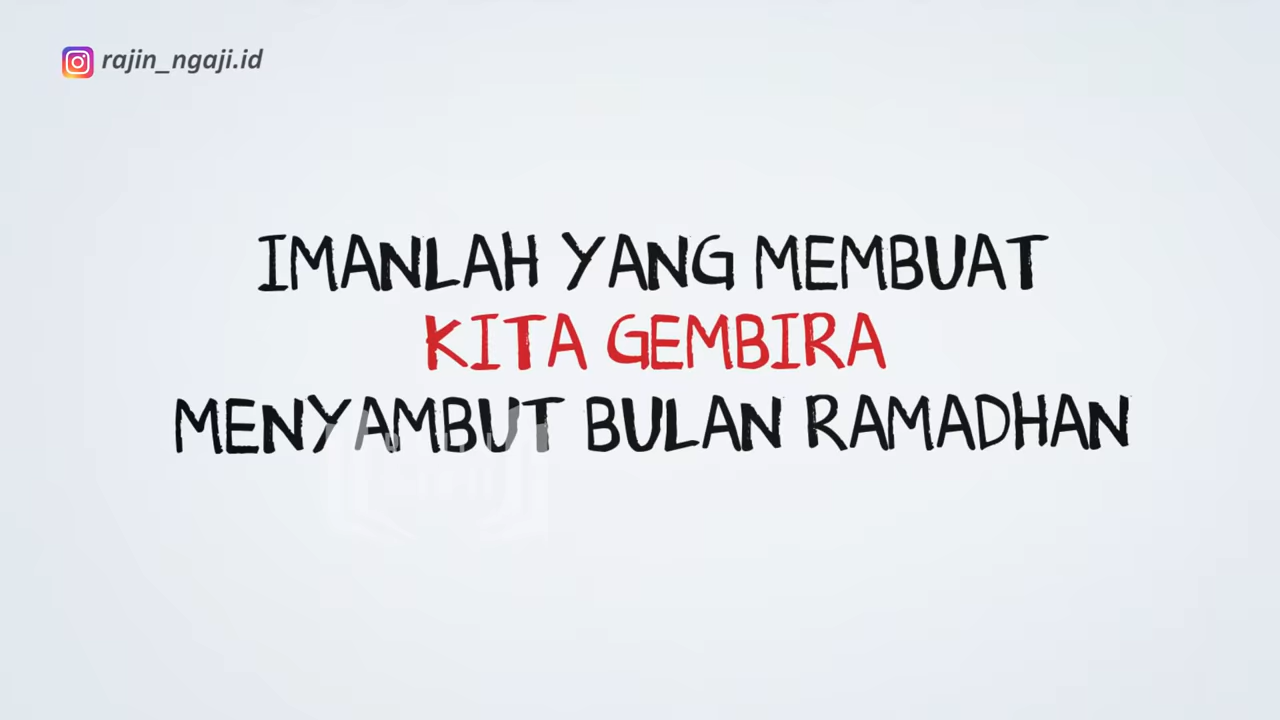 rajin_ngaji.id
IMANLAH YANG MEMBUAT
KITA GEMBIRA
MENYAMBUT BULAN RAMADHAN